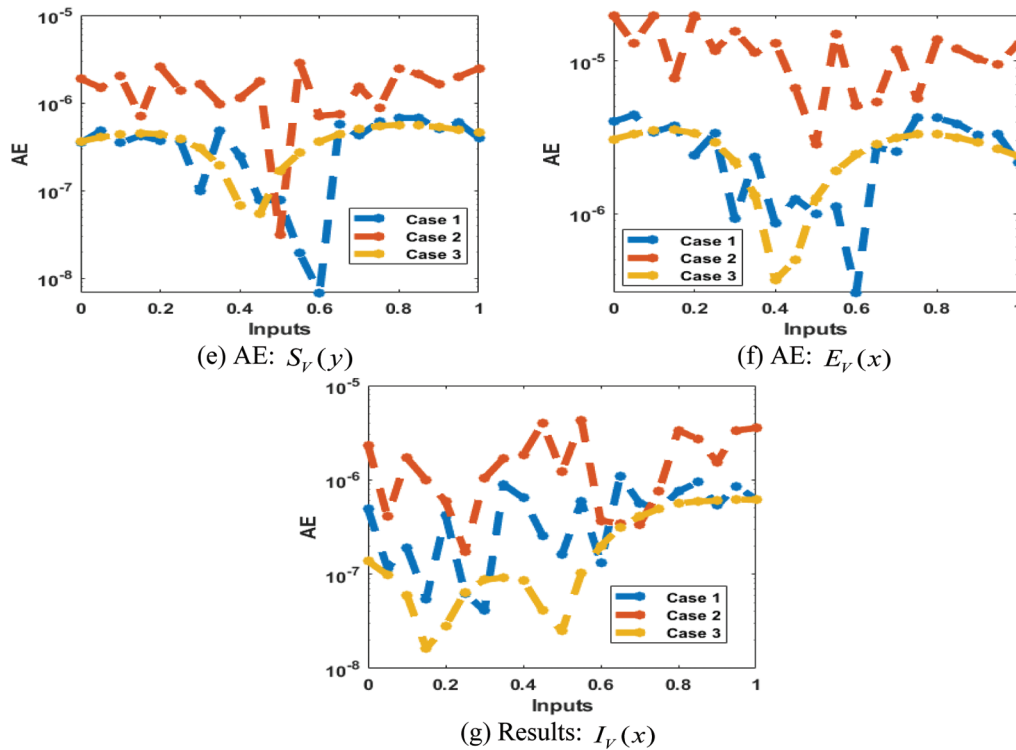 10⁻⁵
10⁻⁶
10⁻⁷
10⁻⁸
AE
Case 1
Case 2
Case 3
0 0.2 0.4 0.6 0.8 1
Inputs
(e) AE: S_V(y)
10⁻⁵
10⁻⁶
AE
Case 1
Case 2
Case 3
0 0.2 0.4 0.6 0.8 1
Inputs
(f) AE: E_V(x)
10⁻⁵
10⁻⁶
10⁻⁷
10⁻⁸
AE
Case 1
Case 2
Case 3
0 0.2 0.4 0.6 0.8 1
Inputs
(g) Results: I_V(x)